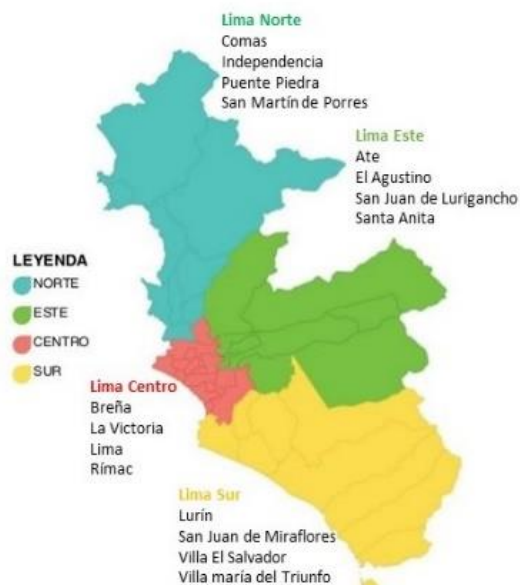 Lima Norte
Comas
Independencia
Puente Piedra
San Martín de Porres
Lima Este
Ate
El Agustino
San Juan de Lurigancho
Santa Anita
LEYENDA
NORTE
ESTE
CENTRO
SUR
Lima Centro
Breña
La Victoria
Lima
Rímac
Lima Sur
Lurín
San Juan de Miraflores
Villa El Salvador
Villa maría del Triunfo